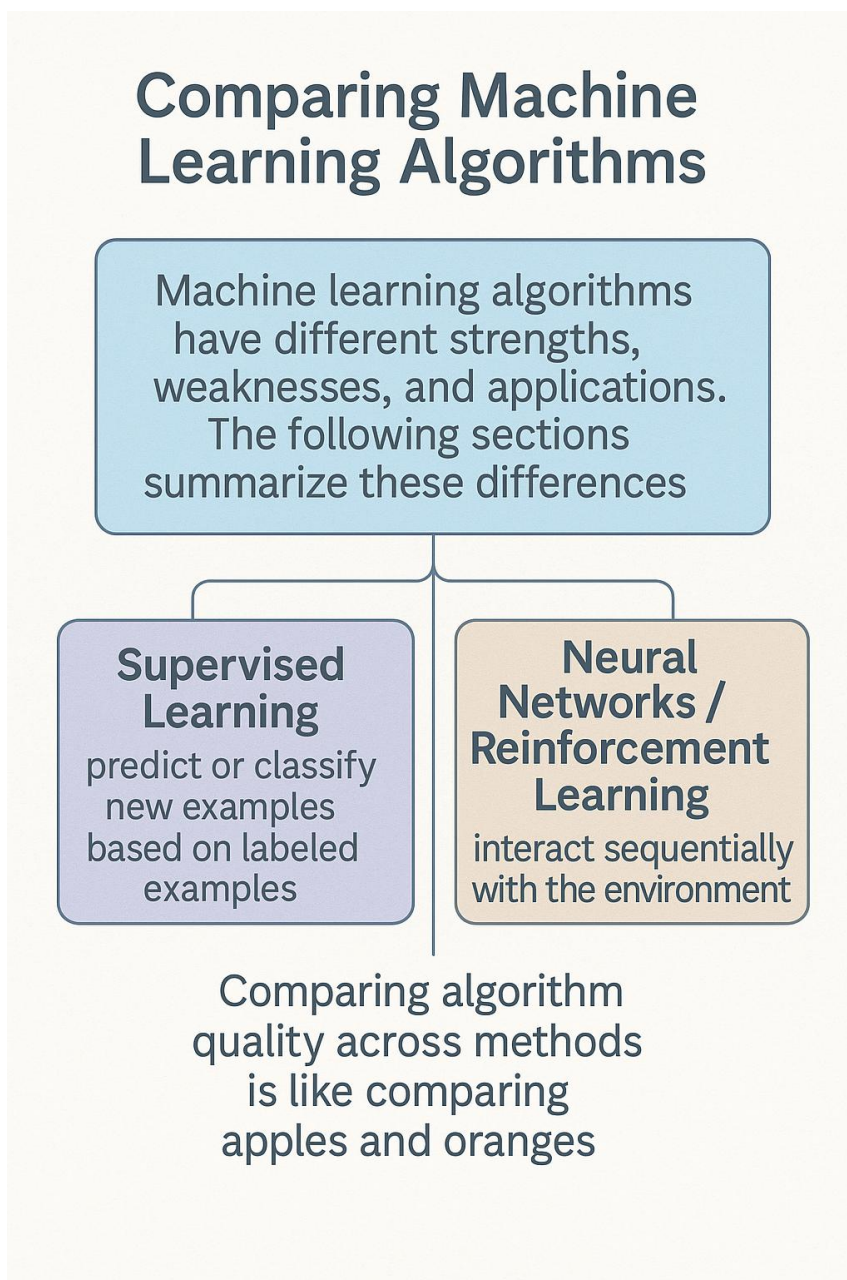 Comparing Machine
Learning Algorithms
Machine learning algorithms
have different strengths,
weaknesses, and applications.
The following sections
summarize these differences
Supervised
Learning
predict or classify
new examples
based on labeled
examples
Neural
Networks /
Reinforcement
Learning
interact sequentially
with the environment
Comparing algorithm
quality across methods
is like comparing
apples and oranges